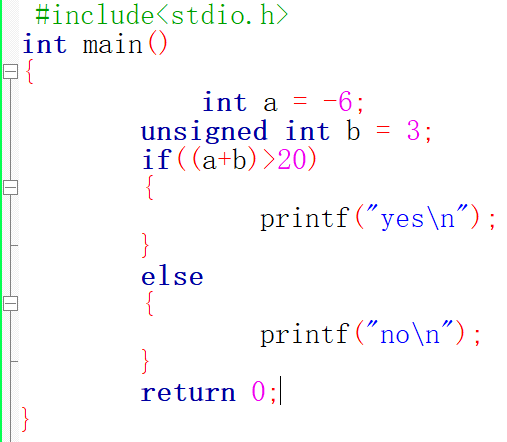 #include<stdio.h>
int main()
{
int a = -6;
unsigned int b = 3;
if((a+b)>20)
{
printf("yes\n");
}
else
{
printf("no\n");
}
return 0;
}